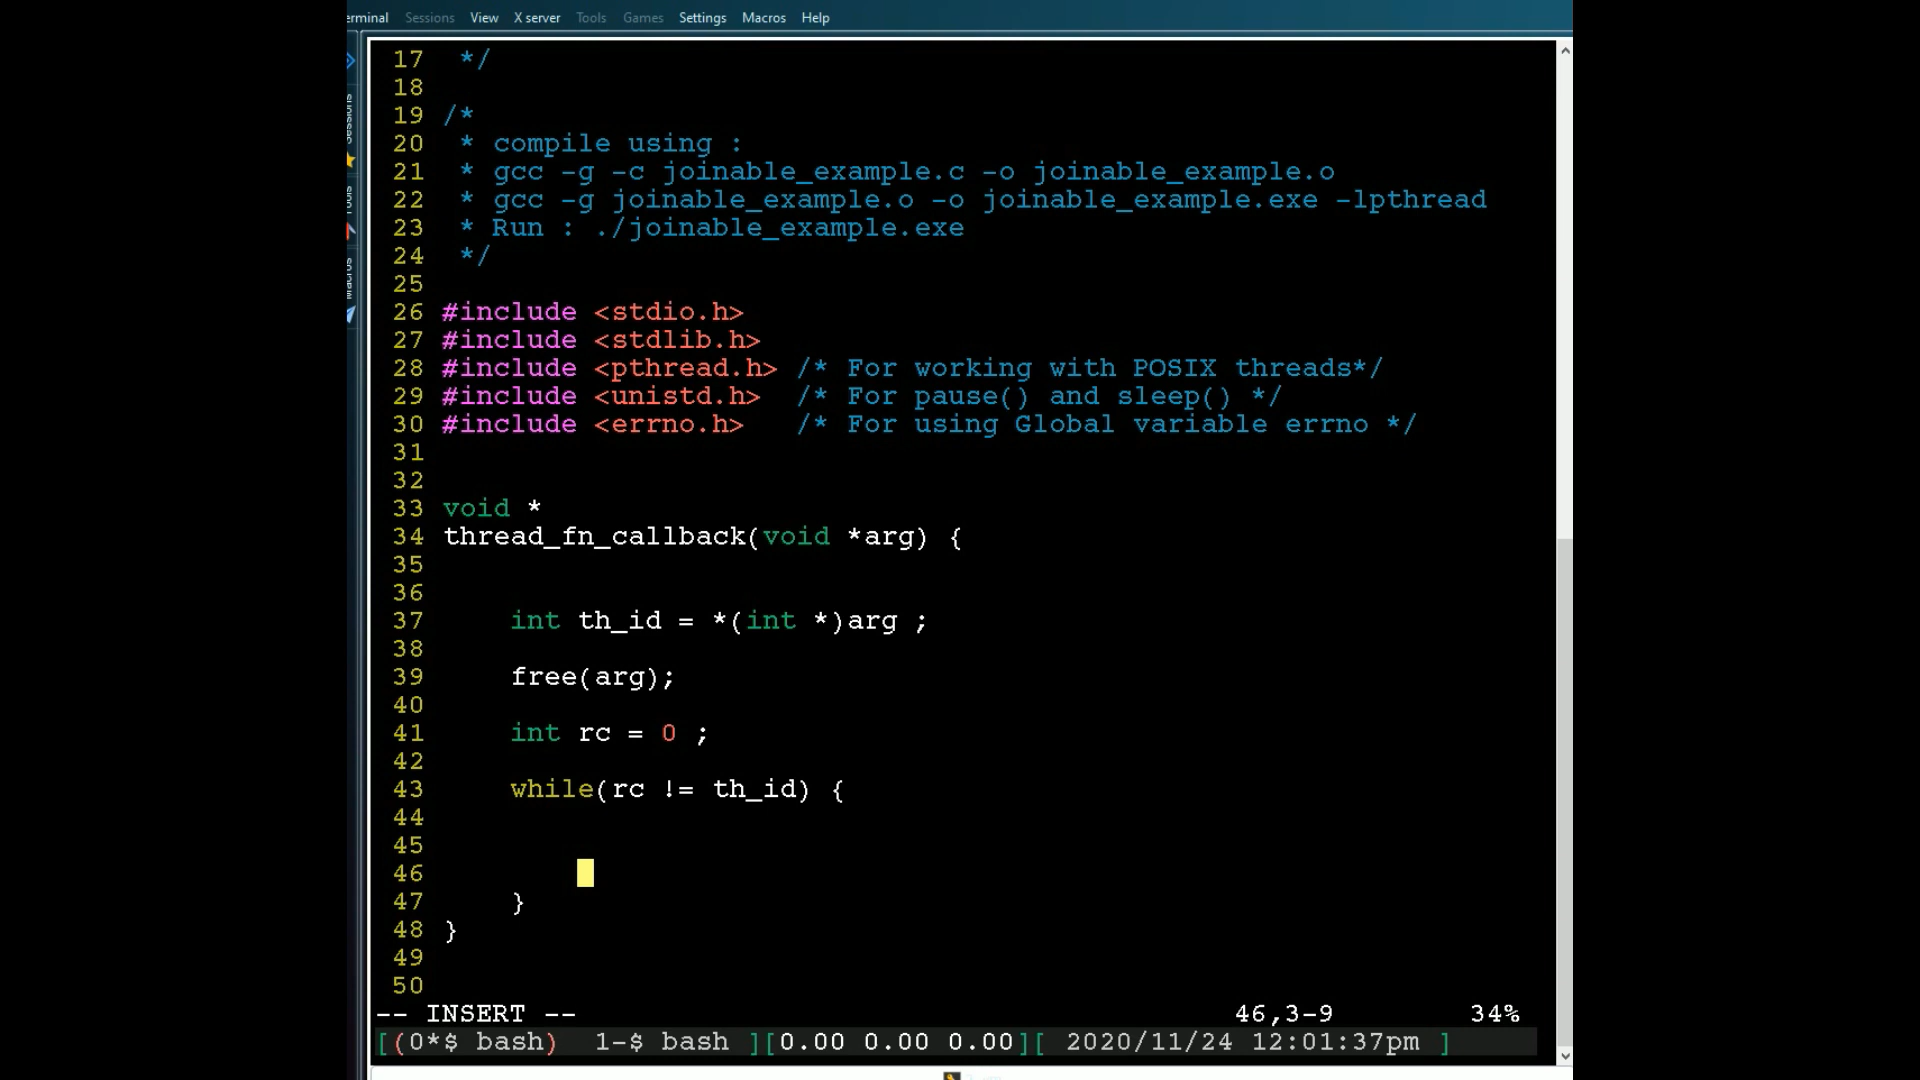 erminal Sessions View X server Tools Games Settings Macros Help
17 */
18
19 /*
20 * compile using :
21 * gcc -g -c joinable_example.c -o joinable_example.o
22 * gcc -g joinable_example.o -o joinable_example.exe -lpthread
23 * Run : ./joinable_example.exe
24 */
25
26 #include <stdio.h>
27 #include <stdlib.h>
28 #include <pthread.h> /* For working with POSIX threads*/
29 #include <unistd.h> /* For pause() and sleep() */
30 #include <errno.h> /* For using Global variable errno */
31
32
33 void *
34 thread_fn_callback(void *arg) {
35
36
37 int th_id = *(int *)arg ;
38
39 free(arg);
40
41 int rc = 0 ;
42
43 while(rc != th_id) {
44
45
46
47 }
48 }
49
50
-- INSERT -- 46,3-9 34%
[(0*$ bash) 1-$ bash ][0.00 0.00 0.00][ 2020/11/24 12:01:37pm ]